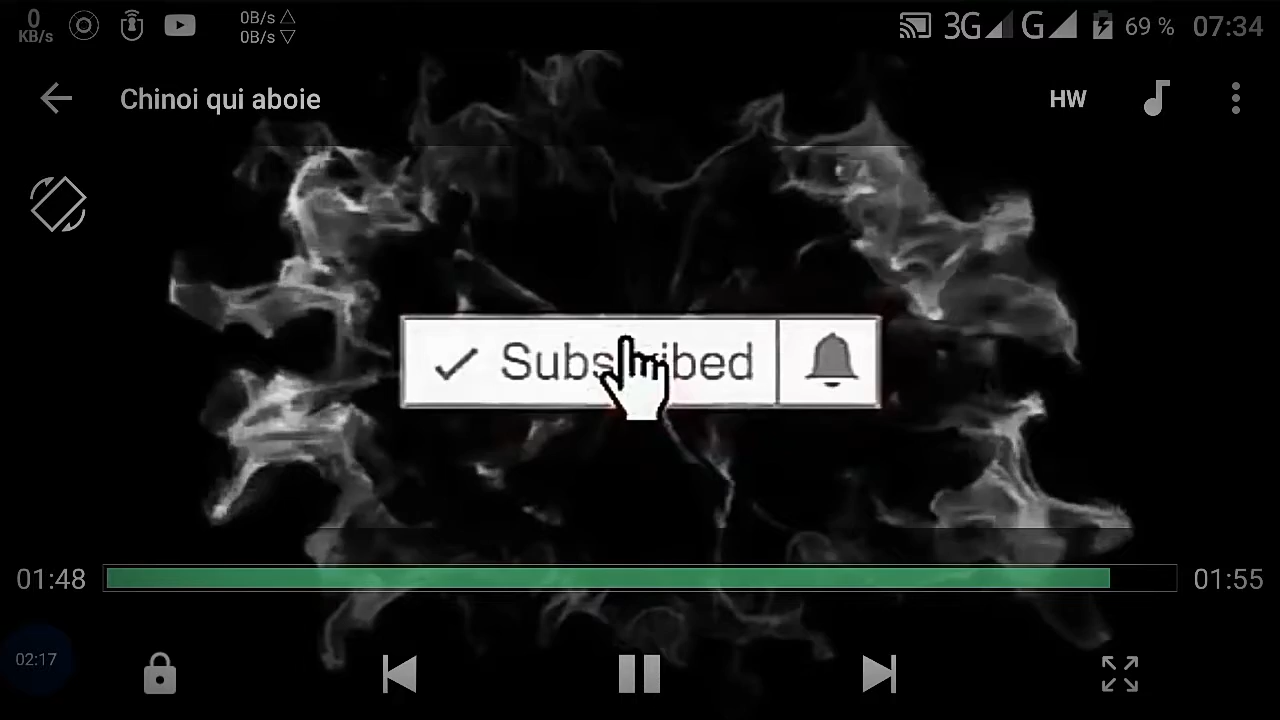 0
KB/s
0B/s △
0B/s ▽
3G G 69 % 07:34
Chinoi qui aboie
HW
Subscribed
01:48
01:55
02:17